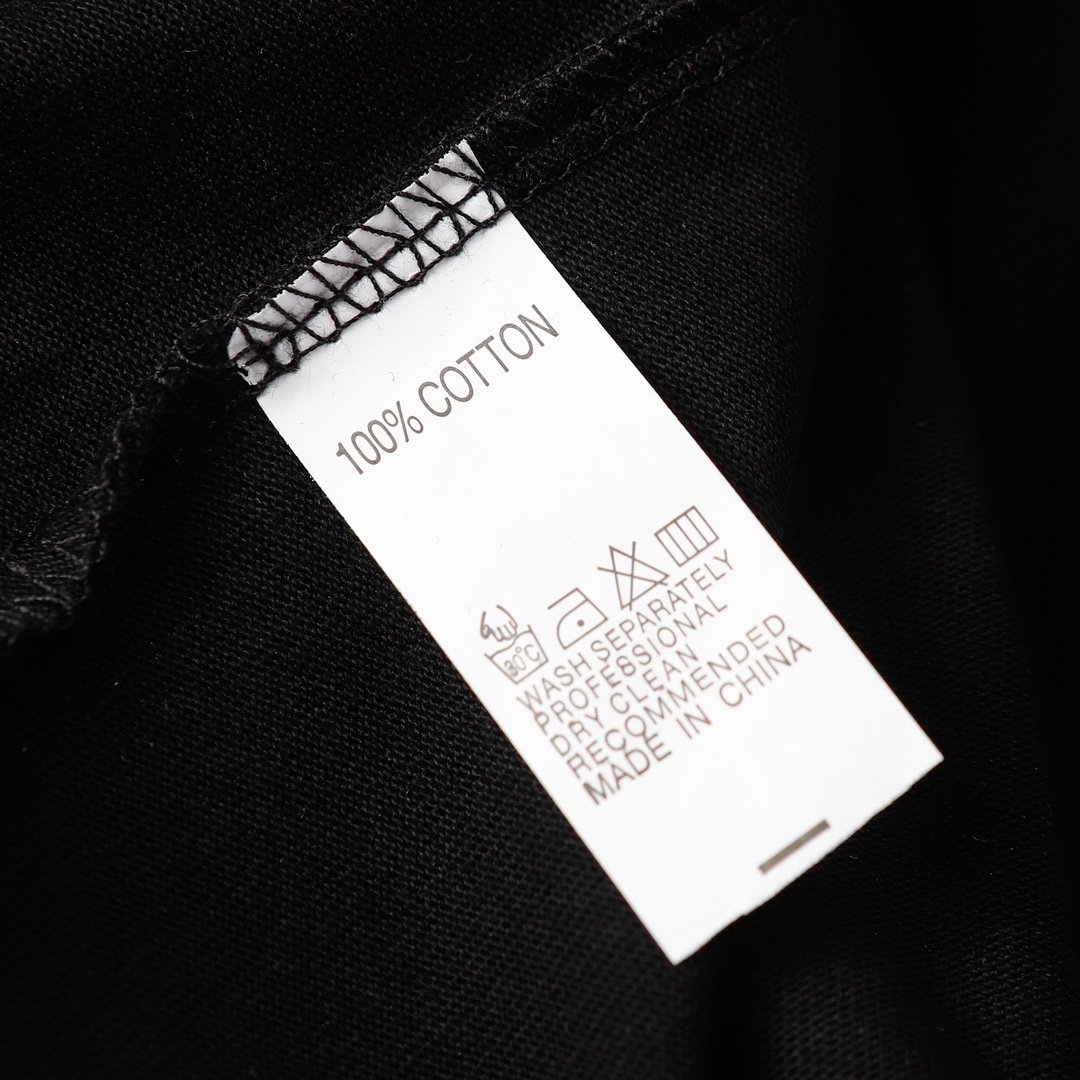 100% COTTON
30°C
WASH SEPARATELY
PROFESSIONAL
DRY CLEAN
RECOMMENDED
MADE IN CHINA